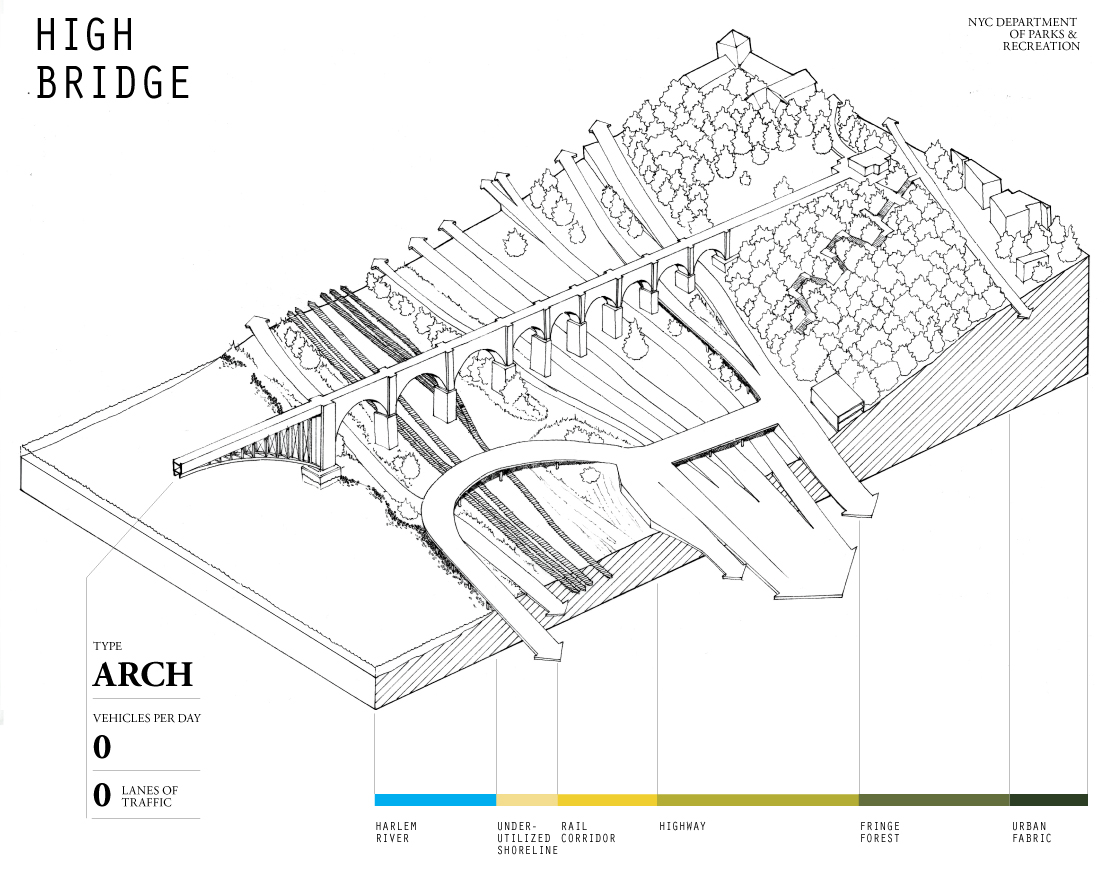 HIGH
BRIDGE
NYC DEPARTMENT
OF PARKS &
RECREATION
TYPE
ARCH
VEHICLES PER DAY
0
0 LANES OF
TRAFFIC
HARLEM
RIVER
UNDER-
UTILIZED
SHORELINE
RAIL
CORRIDOR
HIGHWAY
FRINGE
FOREST
URBAN
FABRIC